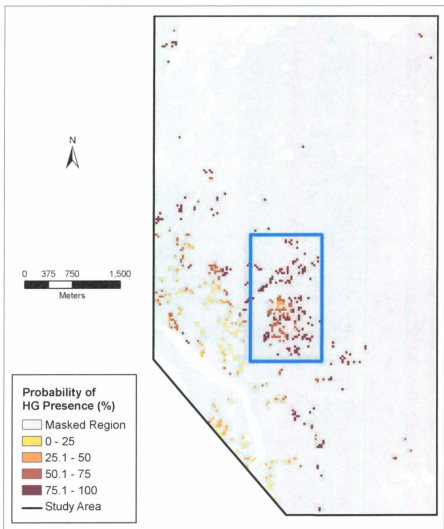 N
0 375 750 1,500
Meters
Probability of
HG Presence (%)
Masked Region
0 - 25
25.1 - 50
50.1 - 75
75.1 - 100
Study Area